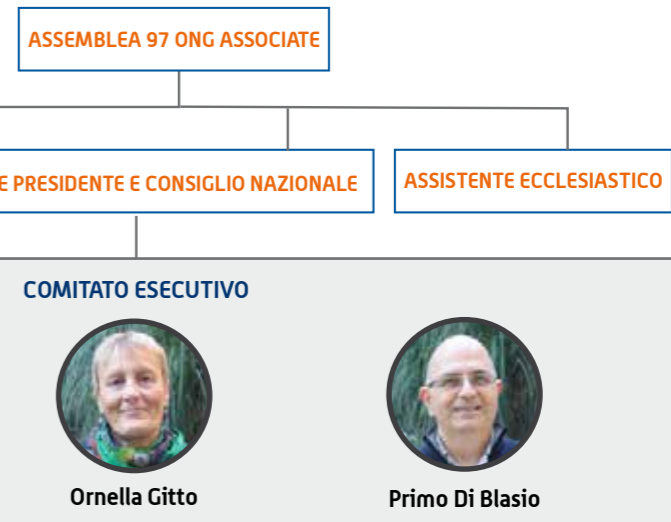 ASSEMBLEA 97 ONG ASSOCIATE
E PRESIDENTE E CONSIGLIO NAZIONALE
ASSISTENTE ECCLESIASTICO
COMITATO ESECUTIVO
Ornella Gitto
Primo Di Blasio